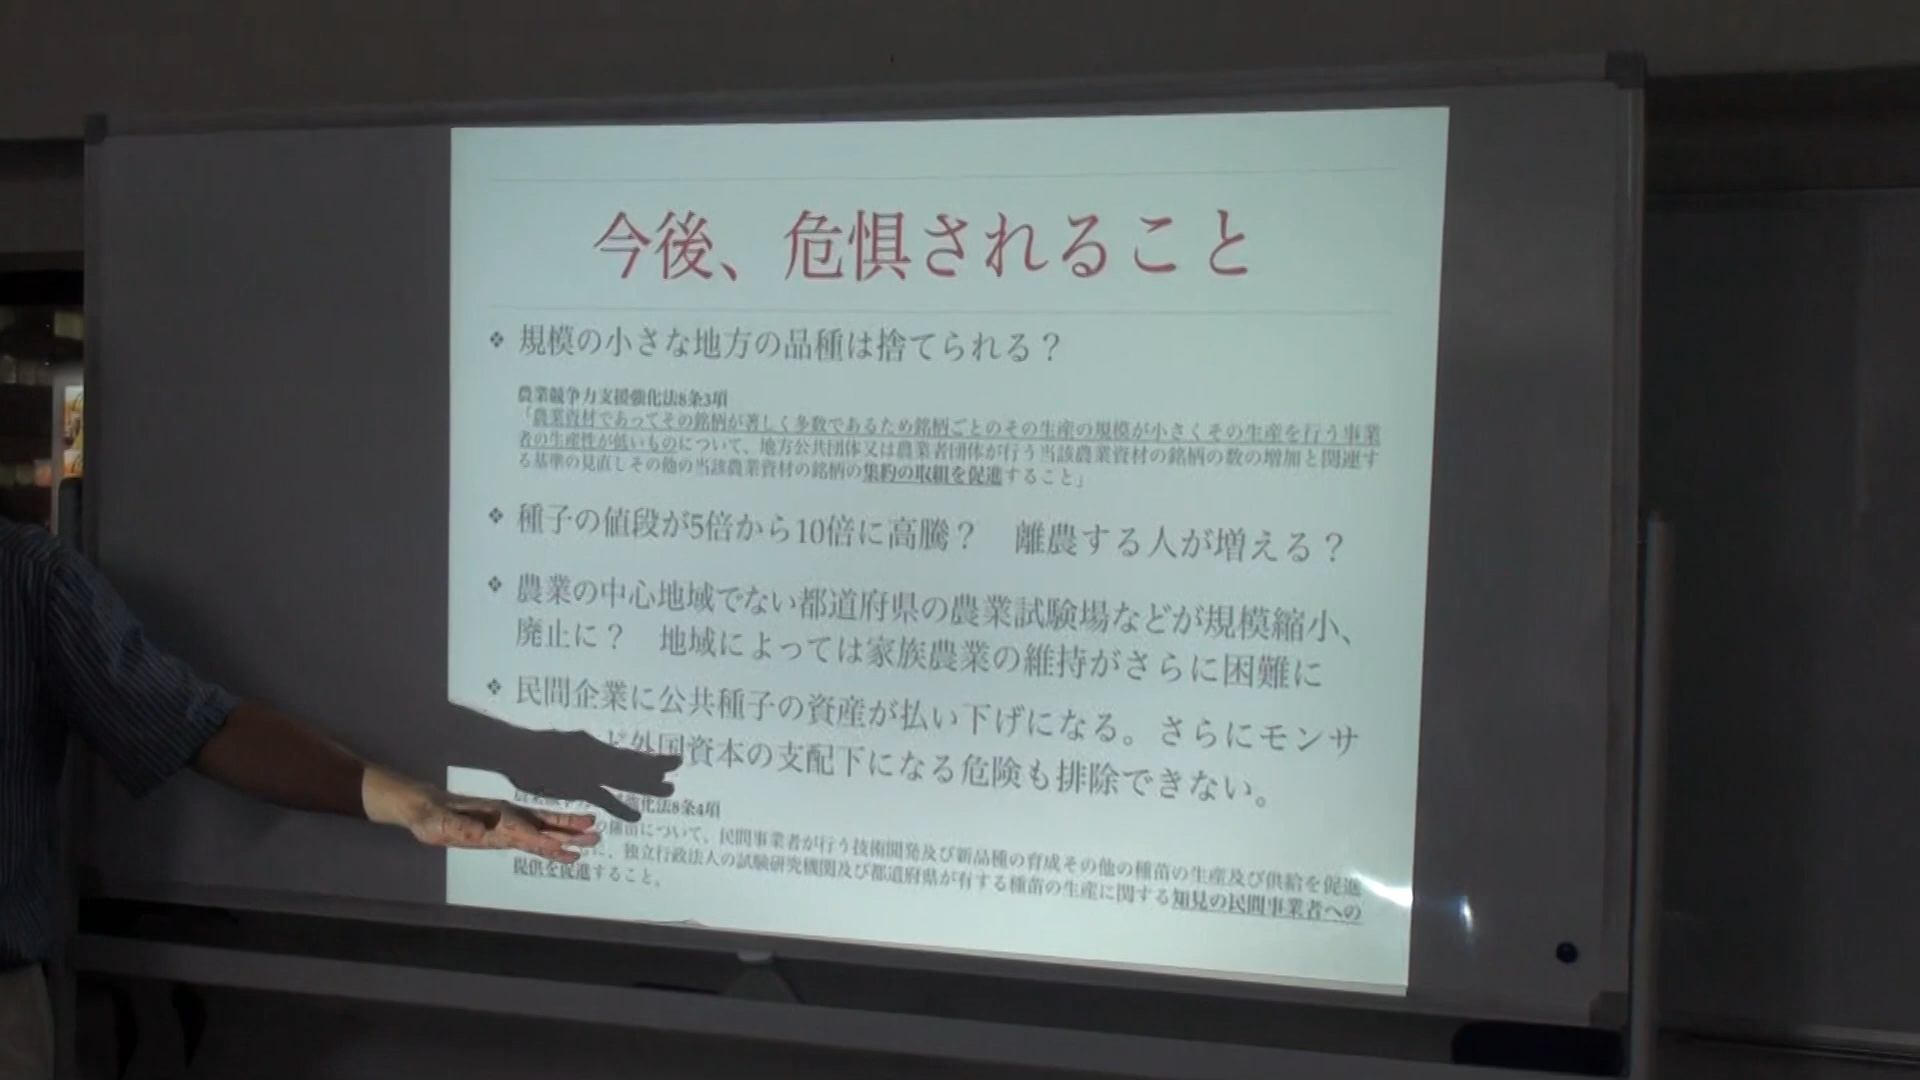 今後、危惧されること
❖ 規模の小さな地方の品種は捨てられる？
農業競争力支援強化法8条3項
「農業資材であってその銘柄が著しく多数であるため銘柄ごとのその生産の規模が小さくその生産を行う事業
者の生産性が低いものについて、地方公共団体又は農業者団体が行う当該農業資材の銘柄の数の増加と関連す
る基準の見直しその他の当該農業資材の銘柄の集約の取組を促進すること」
❖ 種子の値段が5倍から10倍に高騰？　離農する人が増える？
❖ 農業の中心地域でない都道府県の農業試験場などが規模縮小、
廃止に？　地域によっては家族農業の維持がさらに困難に
❖ 民間企業に公共種子の資産が払い下げになる。さらにモンサ
ど外国資本の支配下になる危険も排除できない。
強化法8条4項
の種苗について、民間事業者が行う技術開発及び新品種の育成その他の種苗の生産及び供給を促進
に、独立行政法人の試験研究機関及び都道府県が有する種苗の生産に関する知見の民間事業者への
提供を促進すること。